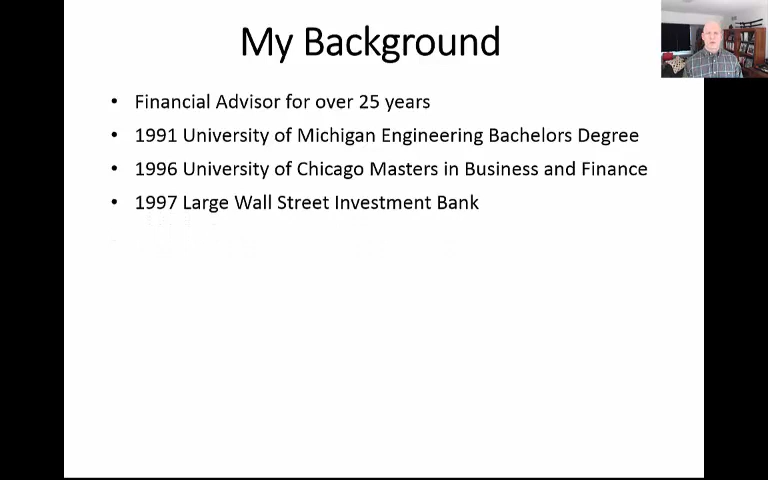 My Background
• Financial Advisor for over 25 years
• 1991 University of Michigan Engineering Bachelors Degree
• 1996 University of Chicago Masters in Business and Finance
• 1997 Large Wall Street Investment Bank